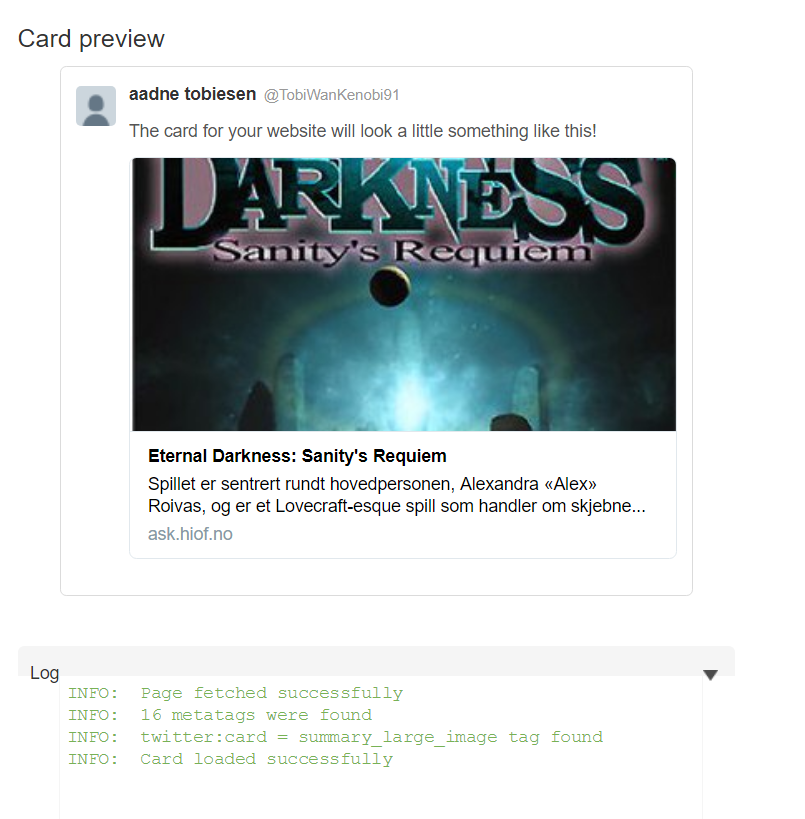 Card preview
aadne tobiesen @TobiWanKenobi91
The card for your website will look a little something like this!
DARKNESS
Sanity's Requiem
Eternal Darkness: Sanity's Requiem
Spillet er sentrert rundt hovedpersonen, Alexandra «Alex»
Roivas, og er et Lovecraft-esque spill som handler om skjebne...
ask.hiof.no
Log
INFO: Page fetched successfully
INFO: 16 metatags were found
INFO: twitter:card = summary_large_image tag found
INFO: Card loaded successfully